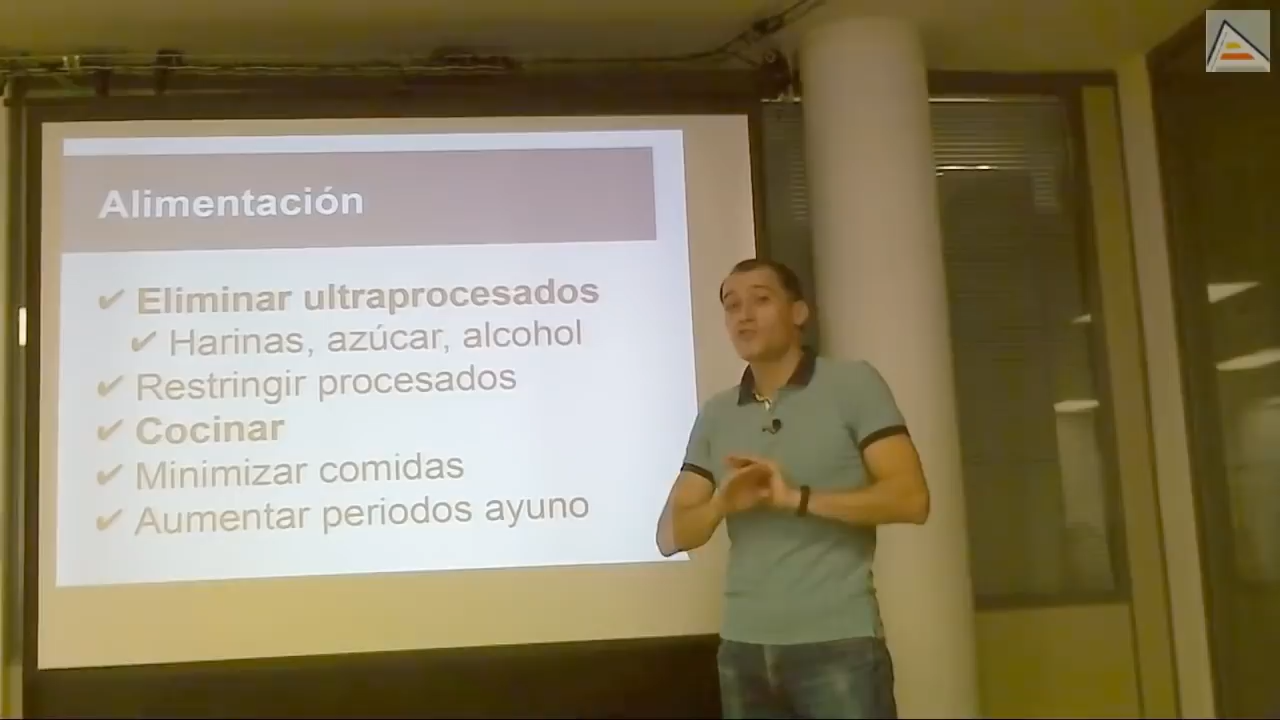 Alimentación
✔ Eliminar ultraprocesados
✔ Harinas, azúcar, alcohol
✔ Restringir procesados
✔ Cocinar
✔ Minimizar comidas
✔ Aumentar periodos ayuno